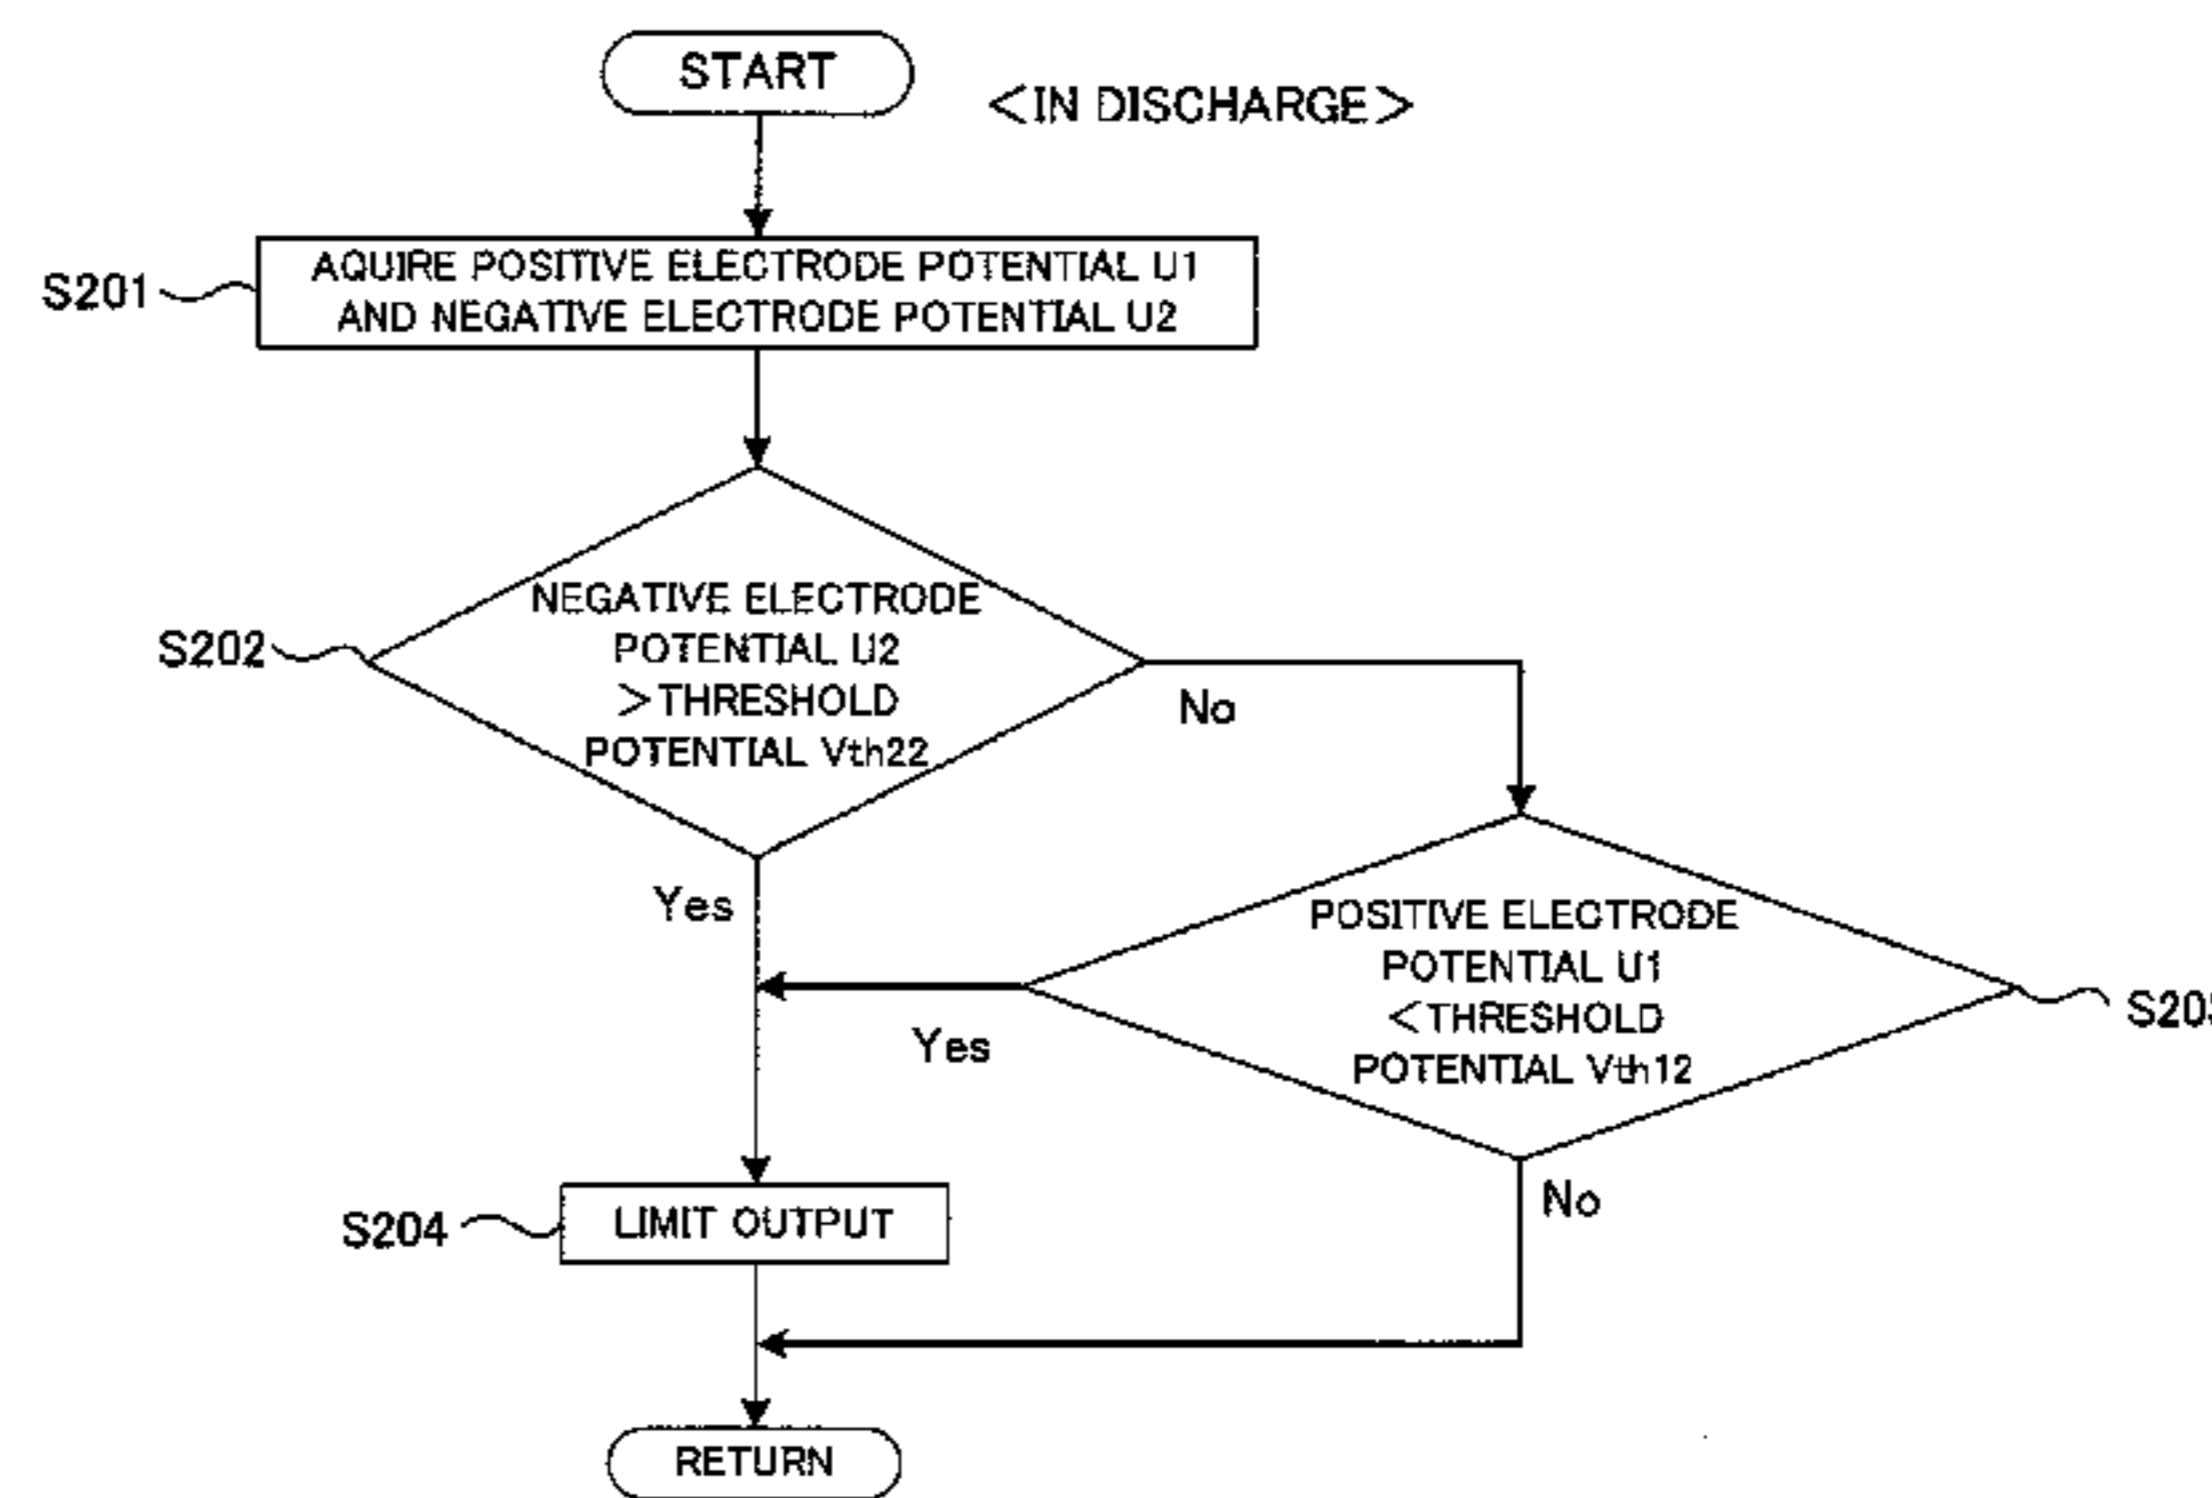 START
<IN DISCHARGE>
S201
AQUIRE POSITIVE ELECTRODE POTENTIAL U1
AND NEGATIVE ELECTRODE POTENTIAL U2
S202
NEGATIVE ELECTRODE
POTENTIAL U2
>THRESHOLD
POTENTIAL Vth22
No
Yes
POSITIVE ELECTRODE
POTENTIAL U1
<THRESHOLD
POTENTIAL Vth12
Yes
No
S204
LIMIT OUTPUT
RETURN